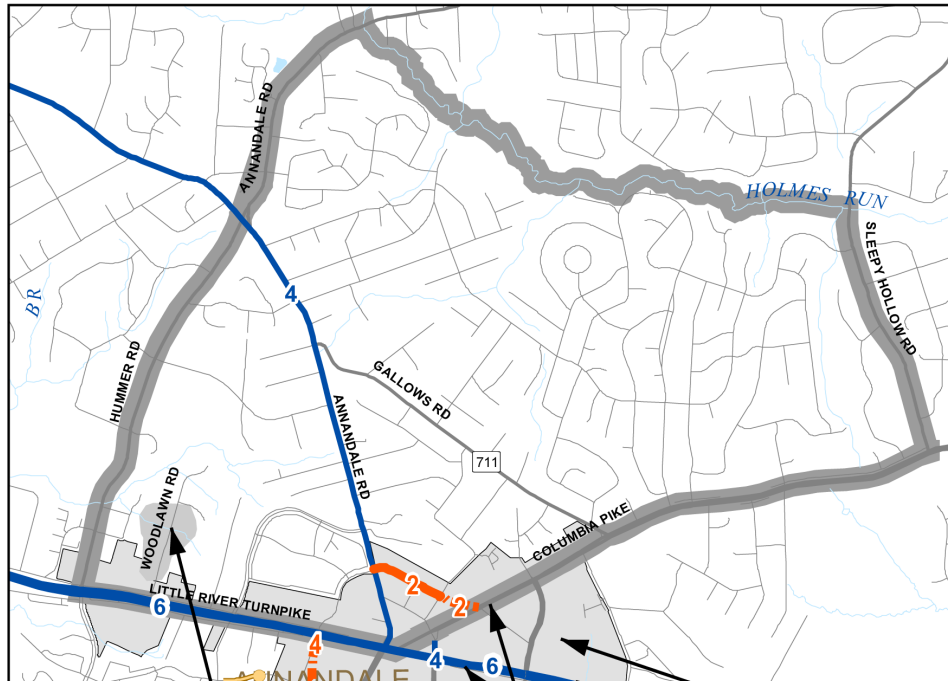 ANNANDALE RD
HOLMES RUN
SLEEPY HOLLOW RD
BR
4
HUMMER RD
GALLOWS RD
ANNANDALE RD
711
WOODLAWN RD
COLUMBIA PIKE
2
2
LITTLE RIVER TURNPIKE
6
4
4
6
ANNANDALE